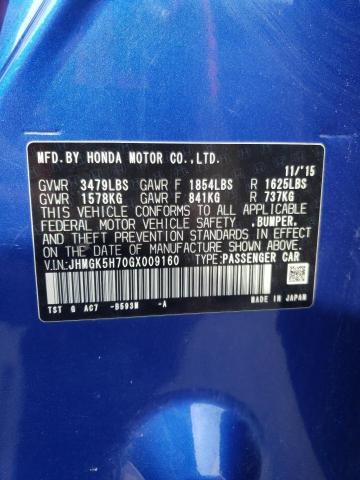 MFD.BY HONDA MOTOR CO.,LTD.
11/'15
GVWR 3479LBS GAWR F 1854LBS R 1625LBS
GVWR 1578KG GAWR F 841KG R 737KG
THIS VEHICLE CONFORMS TO ALL APPLICABLE
FEDERAL MOTOR VEHICLE SAFETY ,BUMPER,
AND THEFT PREVENTION STANDARDS IN EFFECT
ON THE DATE OF MANUFACTURE SHOWN ABOVE.
V.I.N:JHMGK5H70GX009160 TYPE:PASSENGER CAR
TST G AC7 -B593M -A
MADE IN JAPAN